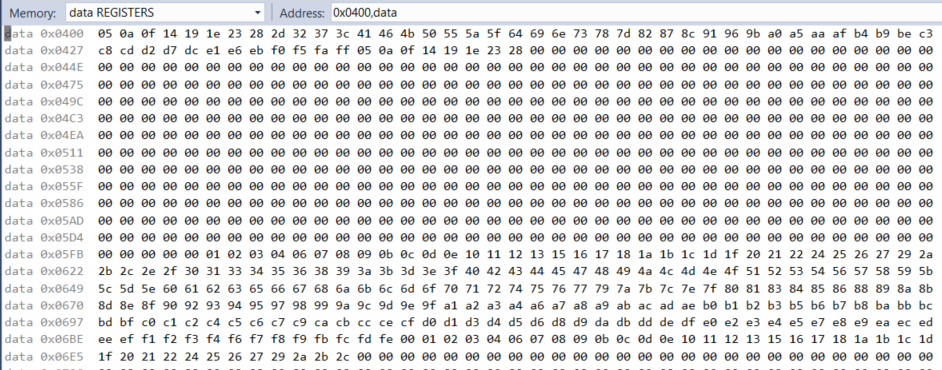 Memory: data REGISTERS Address: 0x0400,data
data 0x0400 05 0a 0f 14 19 1e 23 28 2d 32 37 3c 41 46 4b 50 55 5a 5f 64 69 6e 73 78 7d 82 87 8c 91 96 9b a0 a5 aa af b4 b9 be c3
data 0x0427 c8 cd d2 d7 dc e1 e6 eb f0 f5 fa ff 05 0a 0f 14 19 1e 23 28 00 00 00 00 00 00 00 00 00 00 00 00 00 00 00 00 00 00 00
data 0x044E 00 00 00 00 00 00 00 00 00 00 00 00 00 00 00 00 00 00 00 00 00 00 00 00 00 00 00 00 00 00 00 00 00 00 00 00 00 00 00
data 0x0475 00 00 00 00 00 00 00 00 00 00 00 00 00 00 00 00 00 00 00 00 00 00 00 00 00 00 00 00 00 00 00 00 00 00 00 00 00 00 00
data 0x049C 00 00 00 00 00 00 00 00 00 00 00 00 00 00 00 00 00 00 00 00 00 00 00 00 00 00 00 00 00 00 00 00 00 00 00 00 00 00 00
data 0x04C3 00 00 00 00 00 00 00 00 00 00 00 00 00 00 00 00 00 00 00 00 00 00 00 00 00 00 00 00 00 00 00 00 00 00 00 00 00 00 00
data 0x04EA 00 00 00 00 00 00 00 00 00 00 00 00 00 00 00 00 00 00 00 00 00 00 00 00 00 00 00 00 00 00 00 00 00 00 00 00 00 00 00
data 0x0511 00 00 00 00 00 00 00 00 00 00 00 00 00 00 00 00 00 00 00 00 00 00 00 00 00 00 00 00 00 00 00 00 00 00 00 00 00 00 00
data 0x0538 00 00 00 00 00 00 00 00 00 00 00 00 00 00 00 00 00 00 00 00 00 00 00 00 00 00 00 00 00 00 00 00 00 00 00 00 00 00 00
data 0x055F 00 00 00 00 00 00 00 00 00 00 00 00 00 00 00 00 00 00 00 00 00 00 00 00 00 00 00 00 00 00 00 00 00 00 00 00 00 00 00
data 0x0586 00 00 00 00 00 00 00 00 00 00 00 00 00 00 00 00 00 00 00 00 00 00 00 00 00 00 00 00 00 00 00 00 00 00 00 00 00 00 00
data 0x05AD 00 00 00 00 00 00 00 00 00 00 00 00 00 00 00 00 00 00 00 00 00 00 00 00 00 00 00 00 00 00 00 00 00 00 00 00 00 00 00
data 0x05D4 00 00 00 00 00 00 00 00 00 00 00 00 00 00 00 00 00 00 00 00 00 00 00 00 00 00 00 00 00 00 00 00 00 00 00 00 00 00 00
data 0x05FB 00 00 00 00 00 01 02 03 04 06 07 08 09 0b 0c 0d 0e 10 11 12 13 15 16 17 18 1a 1b 1c 1d 1f 20 21 22 24 25 26 27 29 2a
data 0x0622 2b 2c 2e 2f 30 31 33 34 35 36 38 39 3a 3b 3d 3e 3f 40 42 43 44 45 47 48 49 4a 4c 4d 4e 4f 51 52 53 54 56 57 58 59 5b
data 0x0649 5c 5d 5e 60 61 62 63 65 66 67 68 6a 6b 6c 6d 6f 70 71 72 74 75 76 77 79 7a 7b 7c 7e 7f 80 81 83 84 85 86 88 89 8a 8b
data 0x0670 8d 8e 8f 90 92 93 94 95 97 98 99 9a 9c 9d 9e 9f a1 a2 a3 a4 a6 a7 a8 a9 ab ac ad ae b0 b1 b2 b3 b5 b6 b7 b8 ba bb bc
data 0x0697 bd bf c0 c1 c2 c4 c5 c6 c7 c9 ca cb cc ce cf d0 d1 d3 d4 d5 d6 d8 d9 da db dd de df e0 e2 e3 e4 e5 e7 e8 e9 ea ec ed
data 0x06BE ee ef f1 f2 f3 f4 f6 f7 f8 f9 fb fc fd fe 00 01 02 03 04 06 07 08 09 0b 0c 0d 0e 10 11 12 13 15 16 17 18 1a 1b 1c 1d
data 0x06E5 1f 20 21 22 24 25 26 27 29 2a 2b 2c 00 00 00 00 00 00 00 00 00 00 00 00 00 00 00 00 00 00 00 00 00 00 00 00 00 00 00